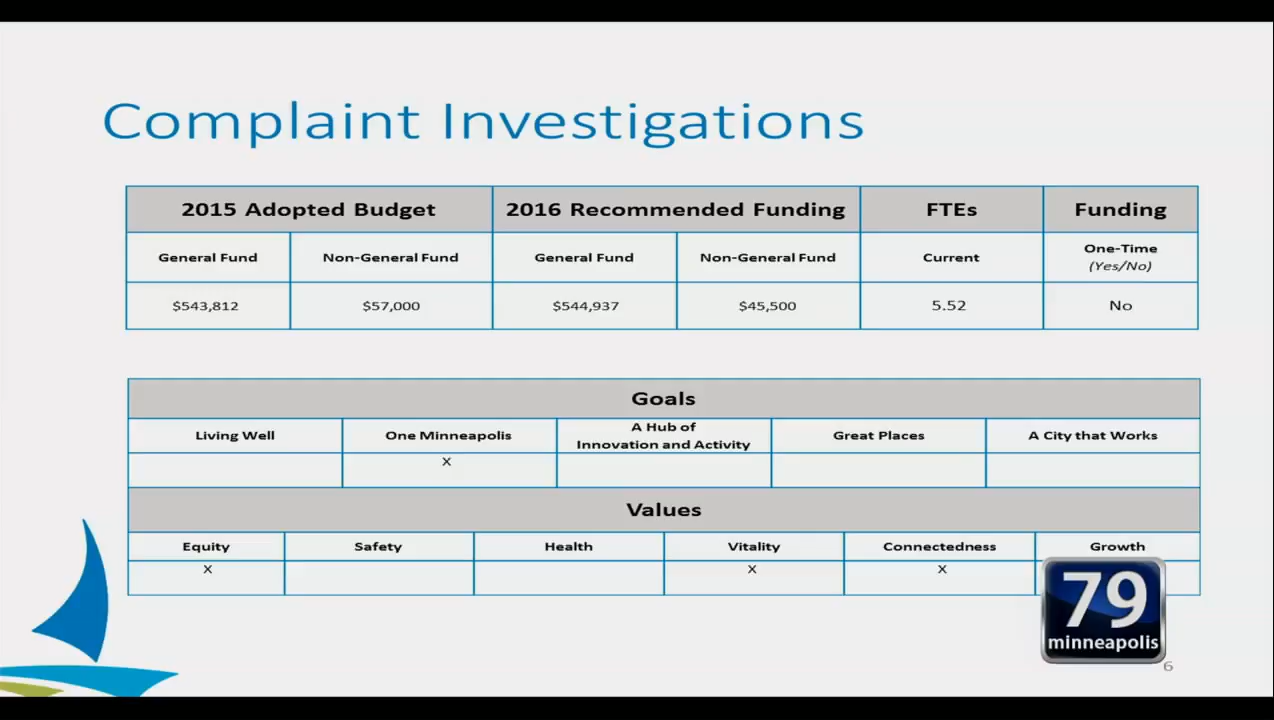 Complaint Investigations
2015 Adopted Budget 2016 Recommended Funding FTEs Funding
General Fund Non-General Fund General Fund Non-General Fund Current One-Time
(Yes/No)
$543,812 $57,000 $544,937 $45,500 5.52 No
Goals
Living Well One Minneapolis A Hub of
Innovation and Activity Great Places A City that Works
X
Values
Equity Safety Health Vitality Connectedness Growth
X X X
79
minneapolis
6